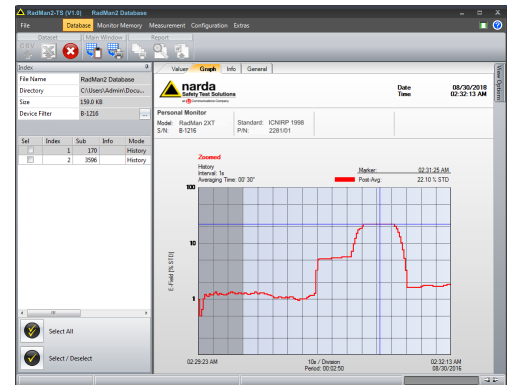 RadMan2-TS (V1.0) RadMan2 Database
File Database Monitor Memory Measurement Configuration Extras
Dataset Main Window Report
CSV
Index
File Name RadMan2 Database
Directory C:\Users\Admin\Docu...
Size 159.0 KB
Device Filter B-1216 ...
Sel Index Sub Info Mode
1 170 History
2 3596 History
Select All
Select / Deselect
Values Graph Info General
View Options
narda
Safety Test Solutions
Date 08/30/2018
Time 02:32:13 AM
Personal Monitor
Model: RadMan 2XT Standard: ICNIRP 1998
S/N: B-1216 P/N: 2281/01
Zoomed
History
Interval: 1s
Averaging Time: 00' 30"
Marker: 02:31:25 AM
Post-Avg: 22.10 % STD
100
10
1
E-Field [% STD]
02:29:23 AM 10s / Division 02:32:13 AM
Period: 00:02:50 08/30/2016